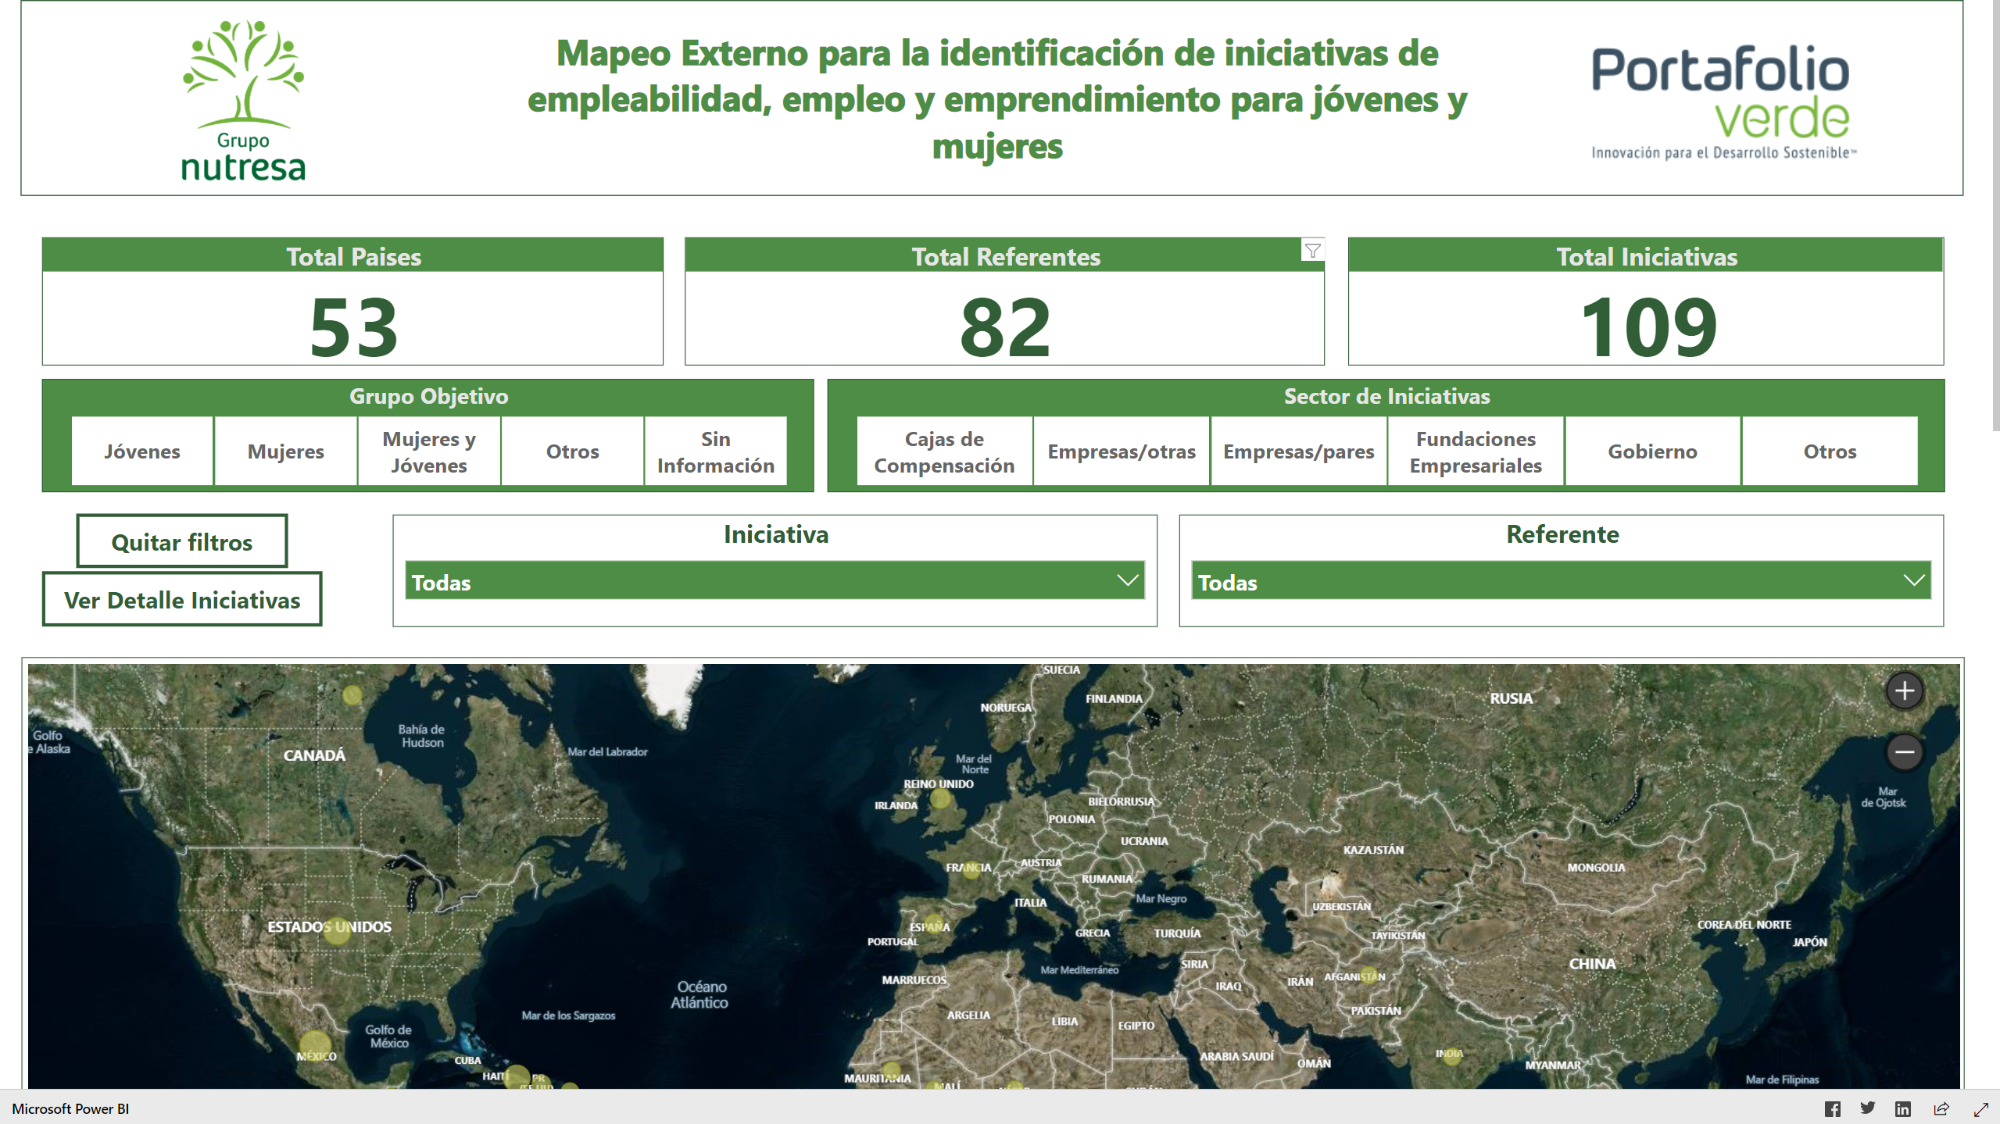 Grupo
nutresa
Mapeo Externo para la identificación de iniciativas de
empleabilidad, empleo y emprendimiento para jóvenes y
mujeres
Portafolio
verde
Innovación para el Desarrollo Sostenible™
Total Paises
53
Total Referentes
82
Total Iniciativas
109
Grupo Objetivo
Jóvenes
Mujeres
Mujeres y
Jóvenes
Otros
Sin
Información
Sector de Iniciativas
Cajas de
Compensación
Empresas/otras
Empresas/pares
Fundaciones
Empresariales
Gobierno
Otros
Quitar filtros
Ver Detalle Iniciativas
Iniciativa
Todas
Referente
Todas
SUECIA
FINLANDIA
NORUEGA
RUSIA
Golfo
e Alaska
Bahía de
Hudson
CANADÁ
Mar del Labrador
Mar del
Norte
REINO UNIDO
IRLANDA
BIELORRUSIA
POLONIA
UCRANIA
Mar
de Ojotsk
KAZAJSTÁN
MONGOLIA
FRANCIA
AUSTRIA
RUMANIA
ITALIA
Mar Negro
UZBEKISTÁN
ESTADOS UNIDOS
ESPAÑA
PORTUGAL
GRECIA
TURQUÍA
TAYIKISTÁN
COREA DEL NORTE
JAPÓN
CHINA
Mar Mediterráneo
SIRIA
MARRUECOS
IRAQ
IRÁN
AFGANISTÁN
PAKISTÁN
Océano
Atlántico
Mar de los Sargazos
ARGELIA
LIBIA
EGIPTO
Golfo de
México
MÉXICO
CUBA
HAITÍ
PR
ARABIA SAUDÍ
OMÁN
INDIA
MYANMAR
MAURITANIA
MALÍ
Mar de Filipinas
Microsoft Power BI